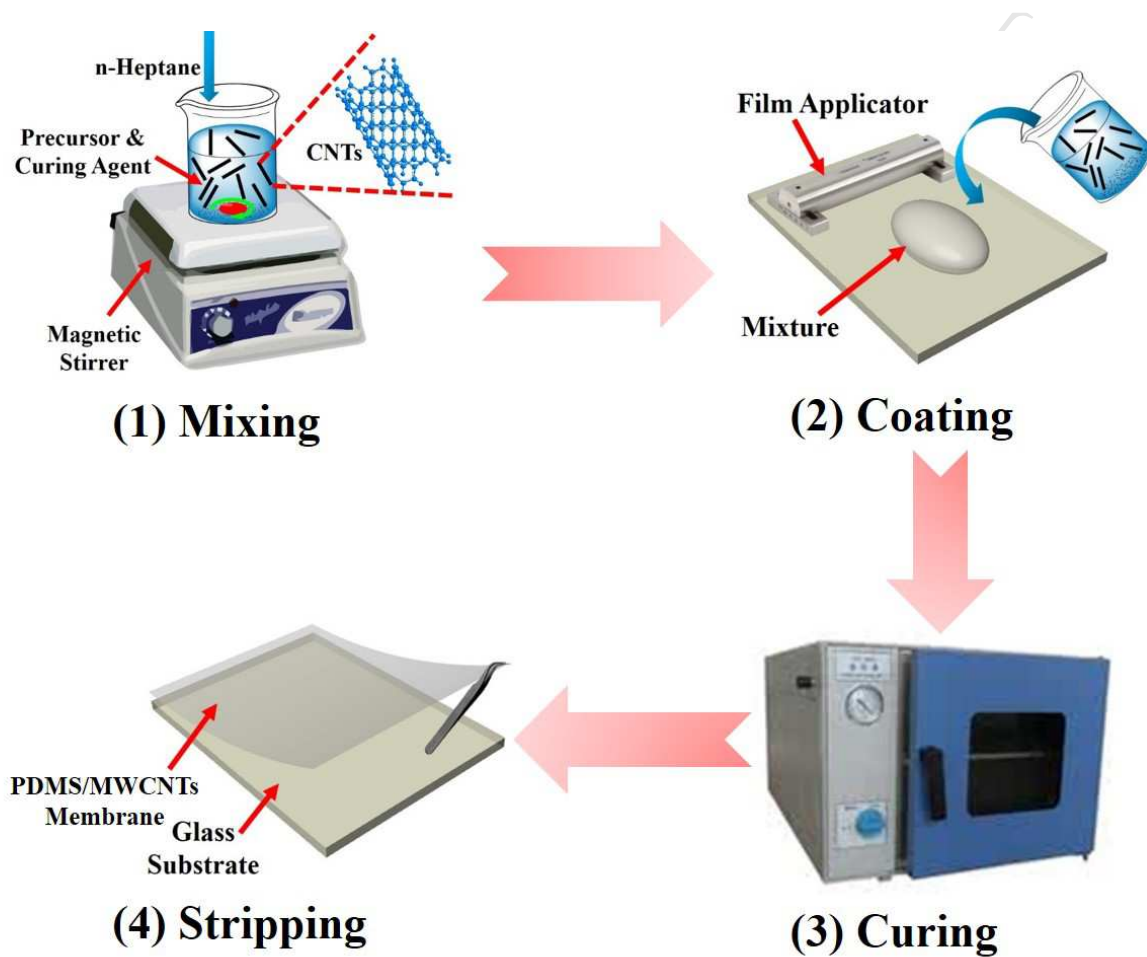 n-Heptane
Precursor &
Curing Agent
CNTs
Magnetic
Stirrer
(1) Mixing
Film Applicator
Mixture
(2) Coating
PDMS/MWCNTs
Membrane
Glass
Substrate
(4) Stripping
(3) Curing